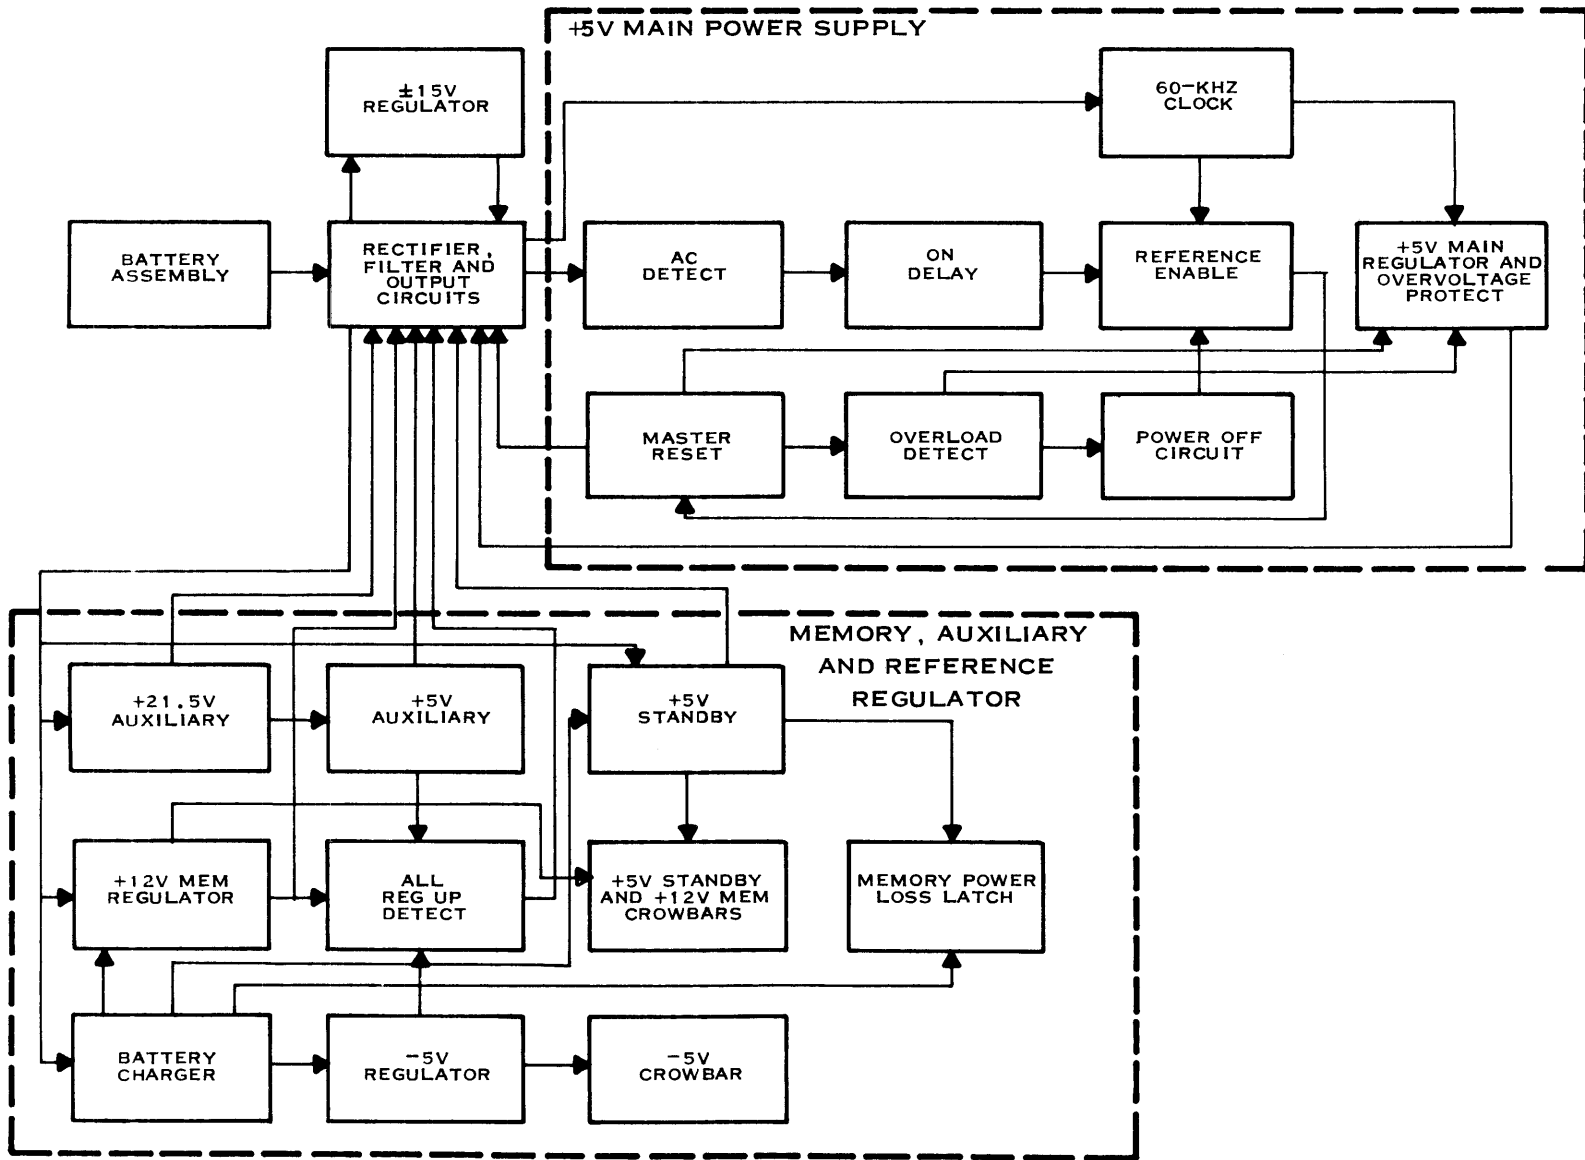 +5V MAIN POWER SUPPLY
±15V
REGULATOR
60-KHZ
CLOCK
BATTERY
ASSEMBLY
RECTIFIER,
FILTER AND
OUTPUT
CIRCUITS
AC
DETECT
ON
DELAY
REFERENCE
ENABLE
+5V MAIN
REGULATOR AND
OVERVOLTAGE
PROTECT
MASTER
RESET
OVERLOAD
DETECT
POWER OFF
CIRCUIT
MEMORY, AUXILIARY
AND REFERENCE
REGULATOR
+21.5V
AUXILIARY
+5V
AUXILIARY
+5V
STANDBY
+12V MEM
REGULATOR
ALL
REG UP
DETECT
+5V STANDBY
AND +12V MEM
CROWBARS
MEMORY POWER
LOSS LATCH
BATTERY
CHARGER
-5V
REGULATOR
-5V
CROWBAR